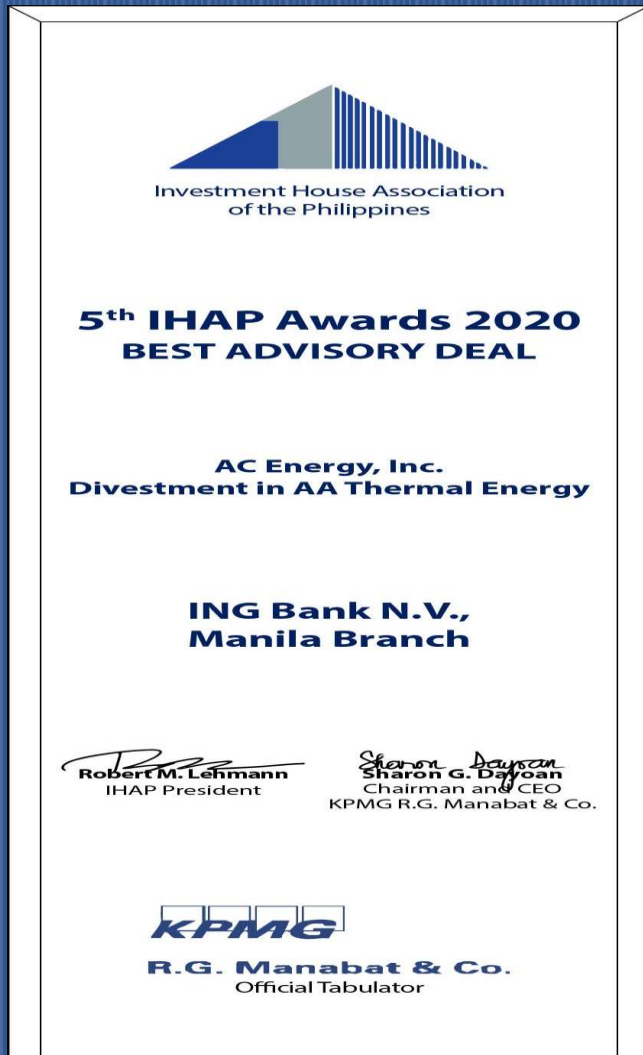 Investment House Association
of the Philippines
5th IHAP Awards 2020
BEST ADVISORY DEAL
AC Energy, Inc.
Divestment in AA Thermal Energy
ING Bank N.V.,
Manila Branch
Robert M. Lehmann
IHAP President
Sharon Dayoan
Sharon G. Dayoan
Chairman and CEO
KPMG R.G. Manabat & Co.
KPMG
R.G. Manabat & Co.
Official Tabulator